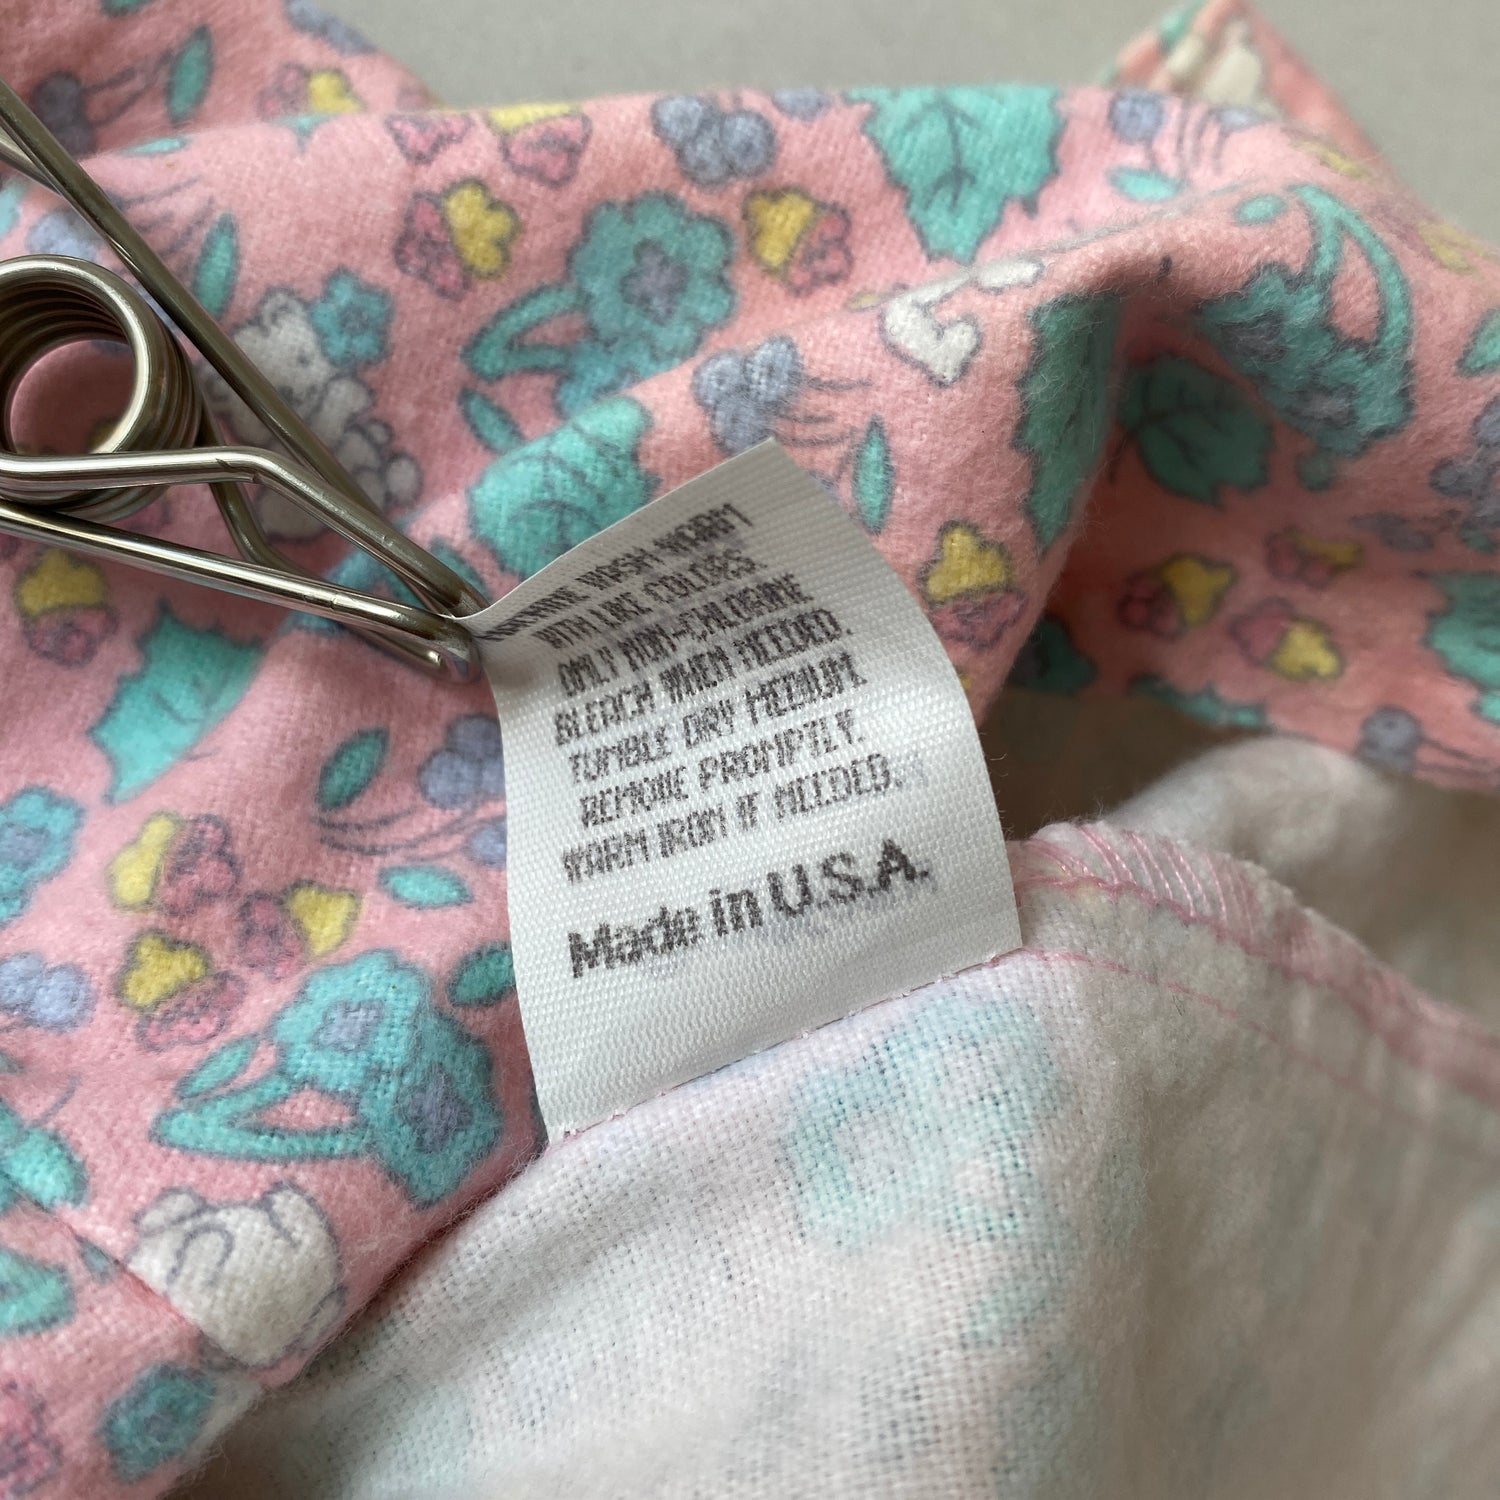 MACHINE WASH WARM
WITH LIKE COLORS.
ONLY NON-CHLORINE
BLEACH WHEN NEEDED.
TUMBLE DRY MEDIUM.
REMOVE PROMPTLY.
WARM IRON IF NEEDED.
Made in U.S.A.